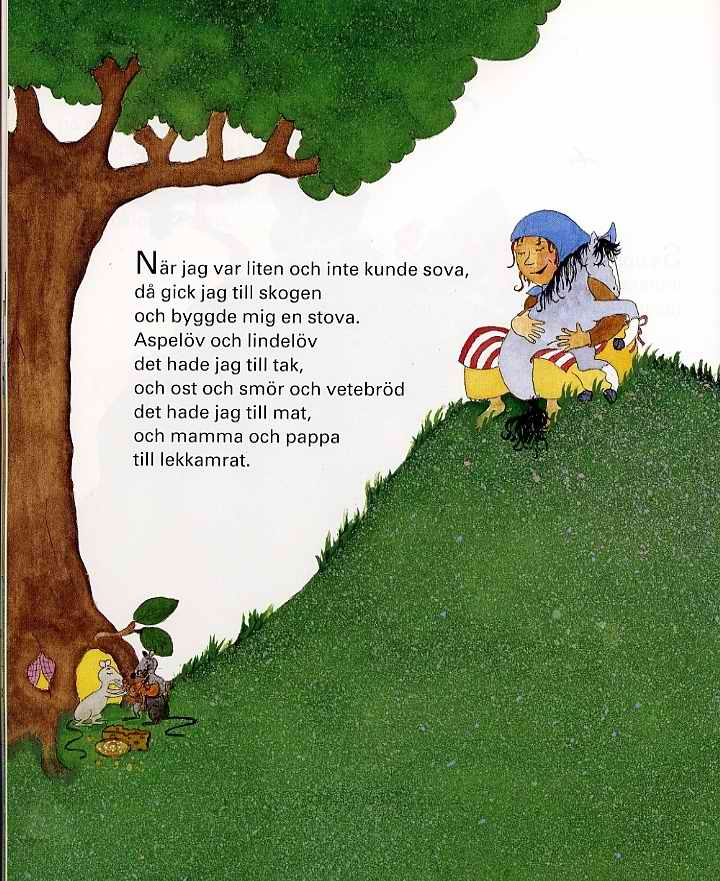 När jag var liten och inte kunde sova,
då gick jag till skogen
och byggde mig en stova.
Aspelöv och lindelöv
det hade jag till tak,
och ost och smör och vetebröd
det hade jag till mat,
och mamma och pappa
till lekkamrat.